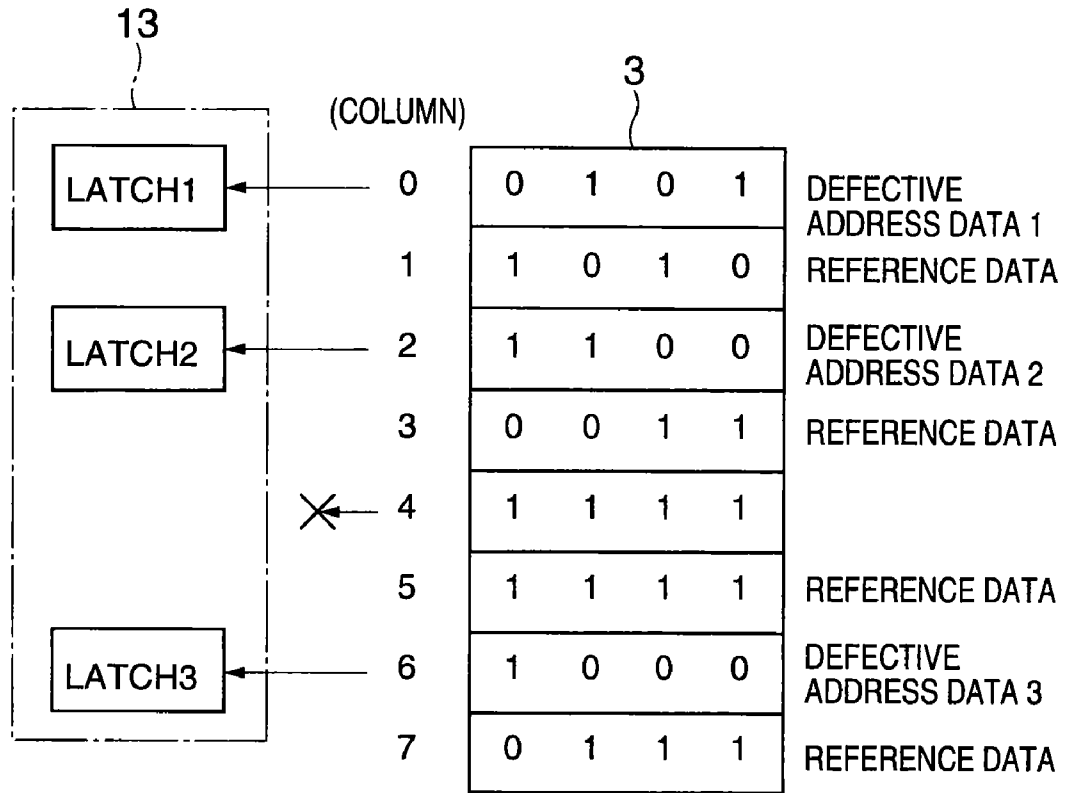 13
3
(COLUMN)
LATCH1 0 0 1 0 1 DEFECTIVE
ADDRESS DATA 1
1 1 0 1 0 REFERENCE DATA
LATCH2 2 1 1 0 0 DEFECTIVE
ADDRESS DATA 2
3 0 0 1 1 REFERENCE DATA
4 1 1 1 1
5 1 1 1 1 REFERENCE DATA
LATCH3 6 1 0 0 0 DEFECTIVE
ADDRESS DATA 3
7 0 1 1 1 REFERENCE DATA